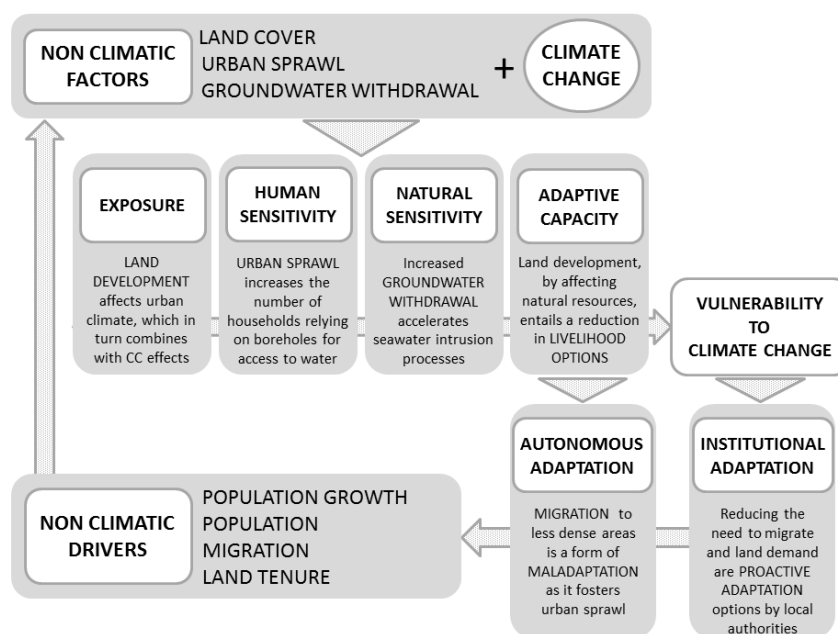 NON CLIMATIC
FACTORS
LAND COVER
URBAN SPRAWL
GROUNDWATER WITHDRAWAL
+
CLIMATE
CHANGE
EXPOSURE
LAND
DEVELOPMENT
affects urban
climate, which in
turn combines
with CC effects
HUMAN
SENSITIVITY
URBAN SPRAWL
increases the
number of
households relying
on boreholes for
access to water
NATURAL
SENSITIVITY
Increased
GROUNDWATER
WITHDRAWAL
accelerates
seawater intrusion
processes
ADAPTIVE
CAPACITY
Land development,
by affecting
natural resources,
entails a reduction
in LIVELIHOOD
OPTIONS
VULNERABILITY
TO
CLIMATE CHANGE
AUTONOMOUS
ADAPTATION
MIGRATION to
less dense areas
is a form of
MALADAPTATION
as it fosters
urban sprawl
INSTITUTIONAL
ADAPTATION
Reducing the
need to migrate
and land demand
are PROACTIVE
ADAPTATION
options by local
authorities
NON CLIMATIC
DRIVERS
POPULATION GROWTH
POPULATION
MIGRATION
LAND TENURE